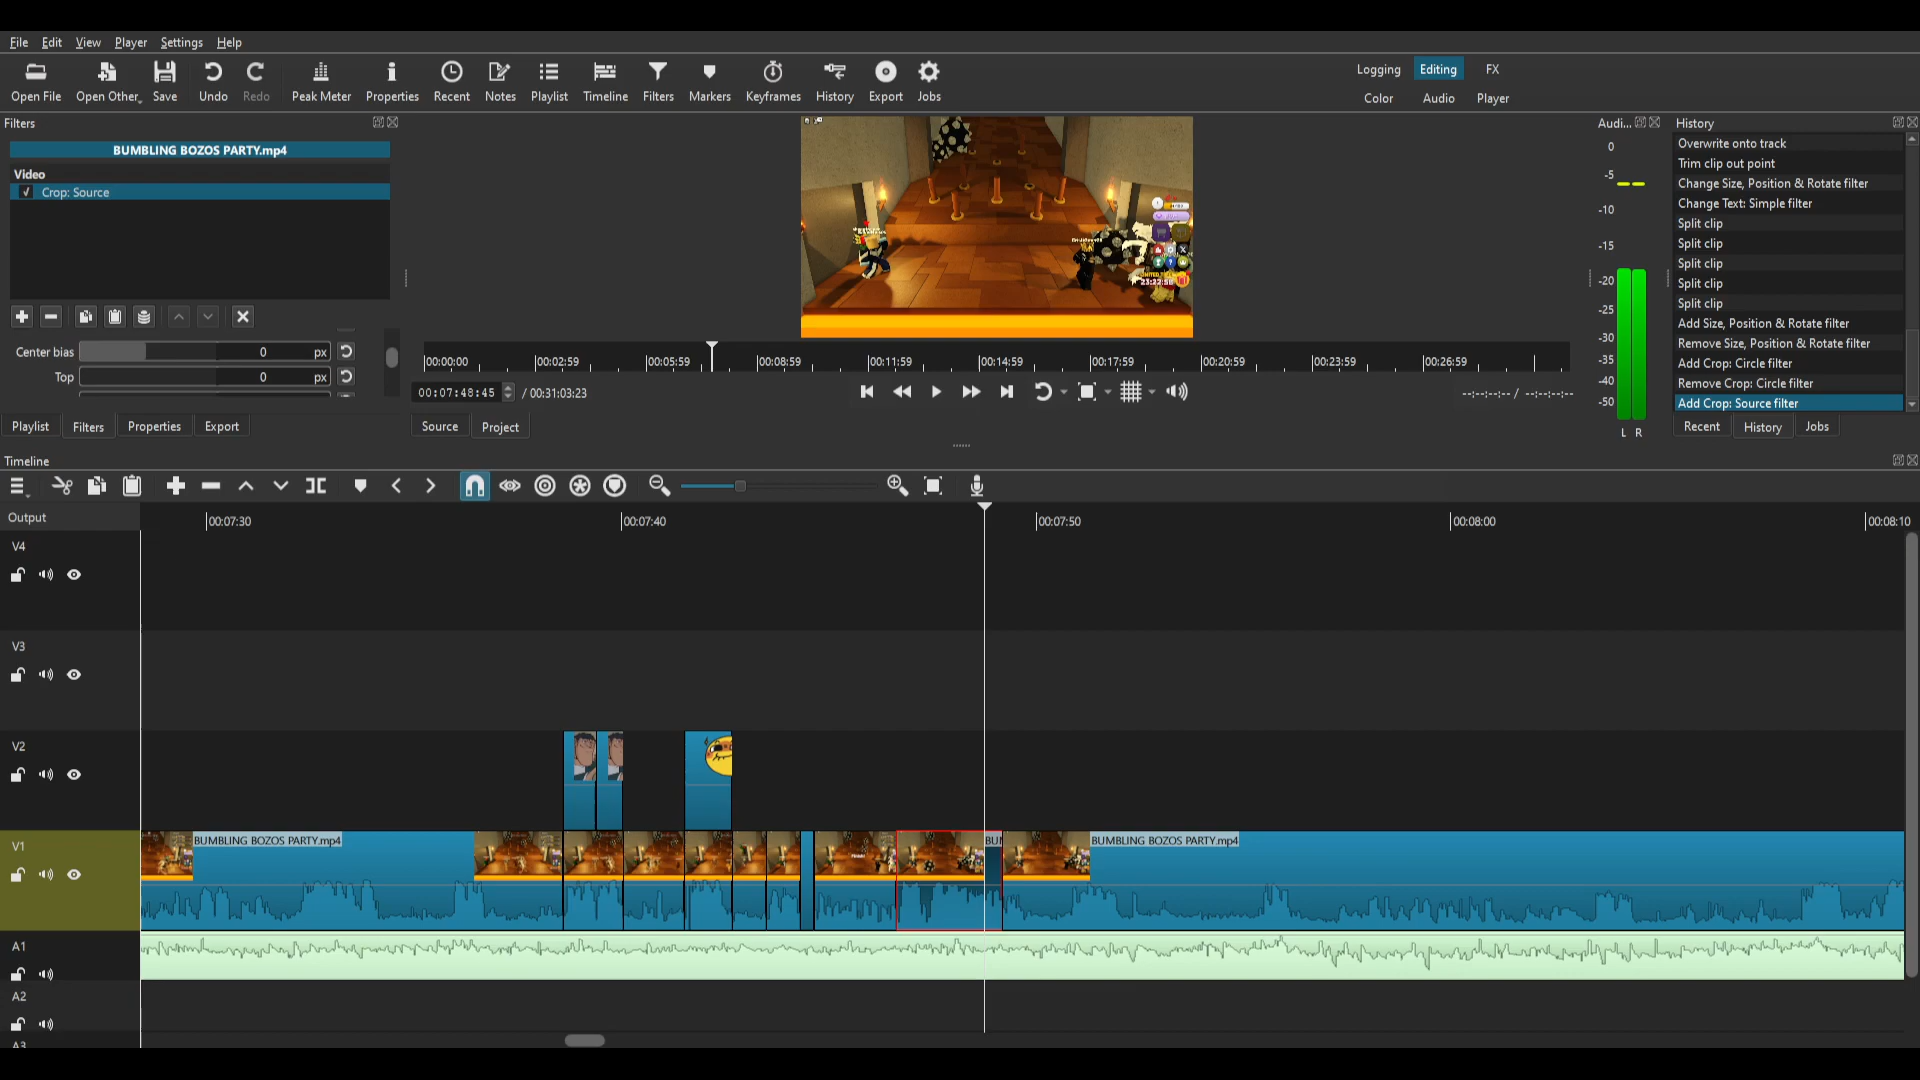 File Edit View Player Settings Help
Open File Open Other.. Save Undo Redo Peak Meter Properties Recent Notes Playlist Timeline Filters Markers Keyframes History Export Jobs
Logging Editing FX
Color Audio Player
Filters
BUMBLING BOZOS PARTY.mp4
Video
Crop: Source
Center bias 0 px
Top 0 px
Playlist Filters Properties Export
00:00:00 00:02:59 00:05:59 00:08:59 00:11:59 00:14:59 00:17:59 00:20:59 00:23:59 00:26:59
00:07:48:45 / 00:31:03:23
--:--:--:-- / --:--:--:--
Source Project
Audi...
0
-5
-10
-15
-20
-25
-30
-35
-40
-50
L R
History
Overwrite onto track
Trim clip out point
Change Size, Position & Rotate filter
Change Text: Simple filter
Split clip
Split clip
Split clip
Split clip
Split clip
Add Size, Position & Rotate filter
Remove Size, Position & Rotate filter
Add Crop: Circle filter
Remove Crop: Circle filter
Add Crop: Source filter
Recent History Jobs
Timeline
Output
00:07:30 00:07:40 00:07:50 00:08:00 00:08:10
V4
V3
V2
V1
BUMBLING BOZOS PARTY.mp4 BUM BUMBLING BOZOS PARTY.mp4
A1
A2
A3